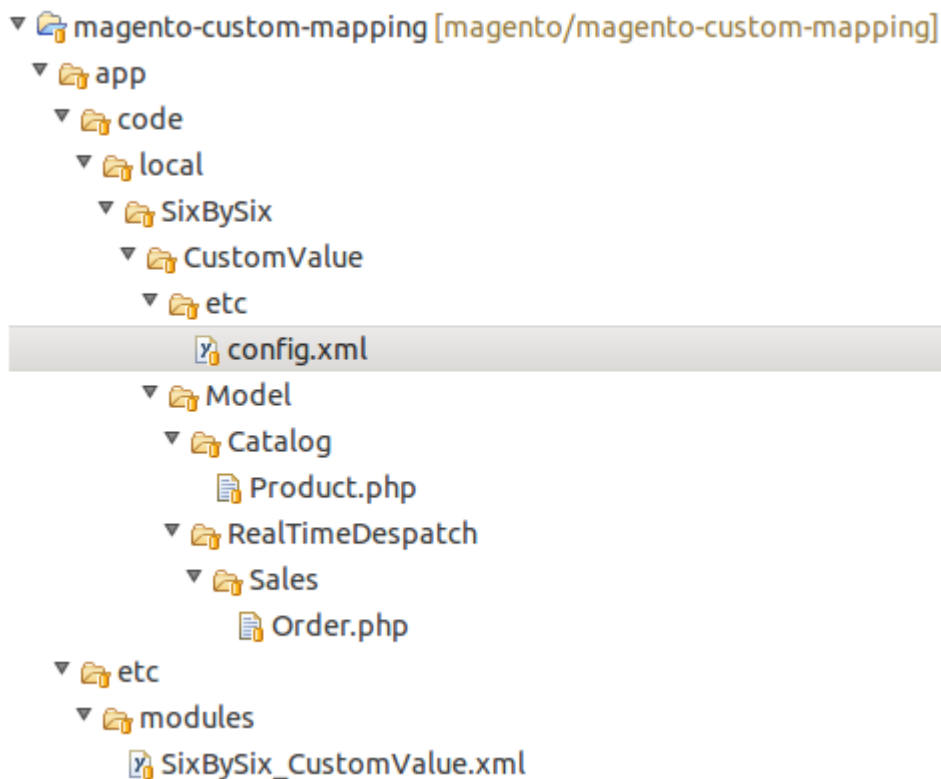 magento-custom-mapping [magento/magento-custom-mapping]
app
code
local
SixBySix
CustomValue
etc
config.xml
Model
Catalog
Product.php
RealTimeDespatch
Sales
Order.php
etc
modules
SixBySix_CustomValue.xml